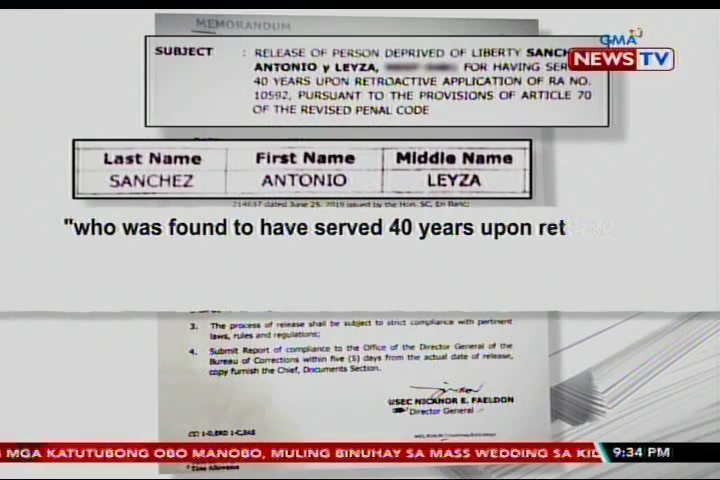 MEMORANDUM
GMA
NEWS TV
SUBJECT : RELEASE OF PERSON DEPRIVED OF LIBERTY
ANTONIO y LEYZA, FOR HAVING
40 YEARS UPON RETROACTIVE APPLICATION OF RA NO.
10592, PURSUANT TO THE PROVISIONS OF ARTICLE 70
OF THE REVISED PENAL CODE
Last Name First Name Middle Name
SANCHEZ ANTONIO LEYZA
dated June 25, 2019 issued by the Hon. SC, En Banc;
"who was found to have served 40 years upon ret
3. The process of release shall be subject to strict compliance with pertinent
laws, rules and regulations;
4. Submit Report of compliance to the Office of the Director General of the
Bureau of Corrections within five (5) days from the actual date of release,
copy furnish the Chief, Documents Section.
USEC NICANOR E. FAELDON
Director General
MGA KATUTUBONG OBO MANOBO, MULING BINUHAY SA MASS WEDDING SA
9:34 PM
Time Allowance